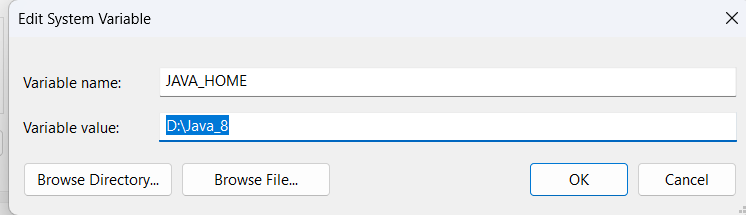 Edit System Variable
Variable name: JAVA_HOME
Variable value: D:\Java_8
Browse Directory... Browse File... OK Cancel